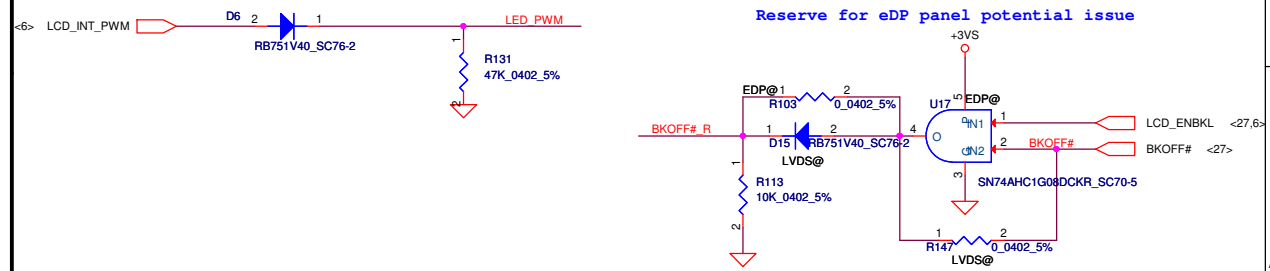 Reserve for eDP panel potential issue
D6
<6> LCD_INT_PWM 2 1 LED_PWM
RB751V40_SC76-2
1
R131
47K_0402_5%
2
+3VS
5
EDP@ 1 2 U17 EDP@
R103 0_0402_5%
P
IN1 1 LCD_ENBKL <27,6>
BKOFF#_R 1 2 4 O
D15 RB751V40_SC76-2
G IN2 2 BKOFF# BKOFF# <27>
LVDS@
3
1
R113
10K_0402_5%
2
SN74AHC1G08DCKR_SC70-5
1 2
R147 0_0402_5%
LVDS@